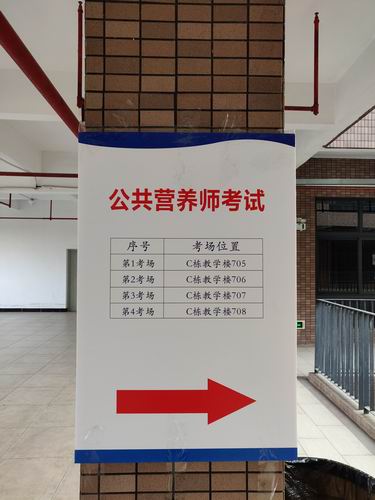 公共营养师考试
序号 考场位置
第1考场 C栋教学楼705
第2考场 C栋教学楼706
第3考场 C栋教学楼707
第4考场 C栋教学楼708